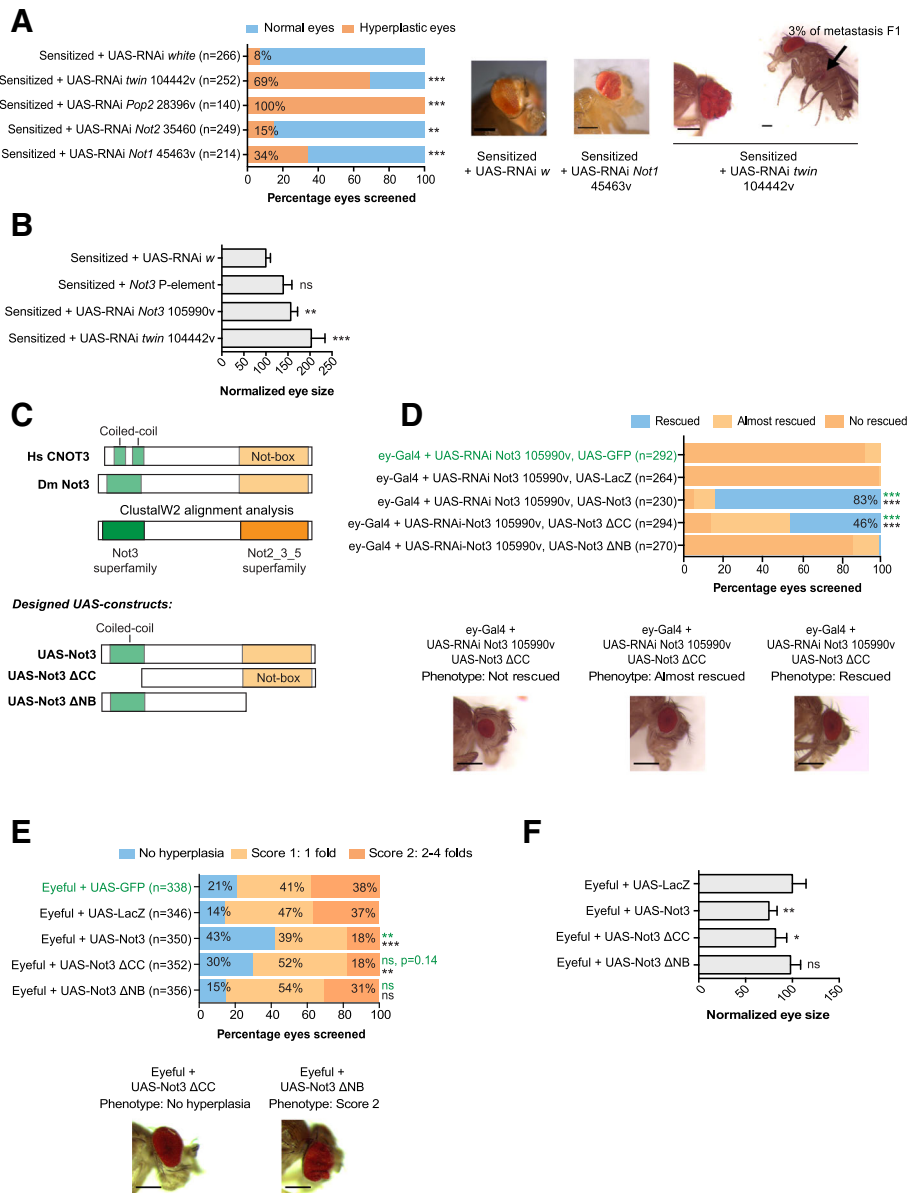 A
Normal eyes
Hyperplastic eyes
Sensitized + UAS-RNAi white (n=266)
8%
Sensitized + UAS-RNAi twin 104442v (n=252)
69%
***
Sensitized + UAS-RNAi Pop2 28396v (n=140)
100%
***
Sensitized + UAS-RNAi Not2 35460 (n=249)
15%
**
Sensitized + UAS-RNAi Not1 45463v (n=214)
34%
***
0 20 40 60 80 100
Percentage eyes screened
3% of metastasis F1
Sensitized
+ UAS-RNAi w
Sensitized
+ UAS-RNAi Not1
45463v
Sensitized
+ UAS-RNAi twin
104442v
B
Sensitized + UAS-RNAi w
Sensitized + Not3 P-element
ns
Sensitized + UAS-RNAi Not3 105990v
**
Sensitized + UAS-RNAi twin 104442v
***
0 50 100 150 200 250
Normalized eye size
C
Coiled-coil
Hs CNOT3
Not-box
Dm Not3
ClustalW2 alignment analysis
Not3
superfamily
Not2_3_5
superfamily
Designed UAS-constructs:
Coiled-coil
UAS-Not3
UAS-Not3 ΔCC
Not-box
UAS-Not3 ΔNB
D
Rescued
Almost rescued
No rescued
ey-Gal4 + UAS-RNAi Not3 105990v, UAS-GFP (n=292)
ey-Gal4 + UAS-RNAi Not3 105990v, UAS-LacZ (n=264)
ey-Gal4 + UAS-RNAi Not3 105990v, UAS-Not3 (n=230)
83%
***
***
ey-Gal4 + UAS-RNAi-Not3 105990v, UAS-Not3 ΔCC (n=294)
46%
***
***
ey-Gal4 + UAS-RNAi-Not3 105990v, UAS-Not3 ΔNB (n=270)
0 20 40 60 80 100
Percentage eyes screened
ey-Gal4 +
UAS-RNAi Not3 105990v
UAS-Not3 ΔCC
Phenotype: Not rescued
ey-Gal4 +
UAS-RNAi Not3 105990v
UAS-Not3 ΔCC
Phenoytpe: Almost rescued
ey-Gal4 +
UAS-RNAi Not3 105990v
UAS-Not3 ΔCC
Phenotype: Rescued
E
No hyperplasia
Score 1: 1 fold
Score 2: 2-4 folds
Eyeful + UAS-GFP (n=338)
21% 41% 38%
Eyeful + UAS-LacZ (n=346)
14% 47% 37%
Eyeful + UAS-Not3 (n=350)
43% 39% 18%
**
***
Eyeful + UAS-Not3 ΔCC (n=352)
30% 52% 18%
ns, p=0.14
**
Eyeful + UAS-Not3 ΔNB (n=356)
15% 54% 31%
ns
ns
0 20 40 60 80 100
Percentage eyes screened
Eyeful +
UAS-Not3 ΔCC
Phenotype: No hyperplasia
Eyeful +
UAS-Not3 ΔNB
Phenotype: Score 2
F
Eyeful + UAS-LacZ
Eyeful + UAS-Not3
**
Eyeful + UAS-Not3 ΔCC
*
Eyeful + UAS-Not3 ΔNB
ns
0 50 100 150
Normalized eye size